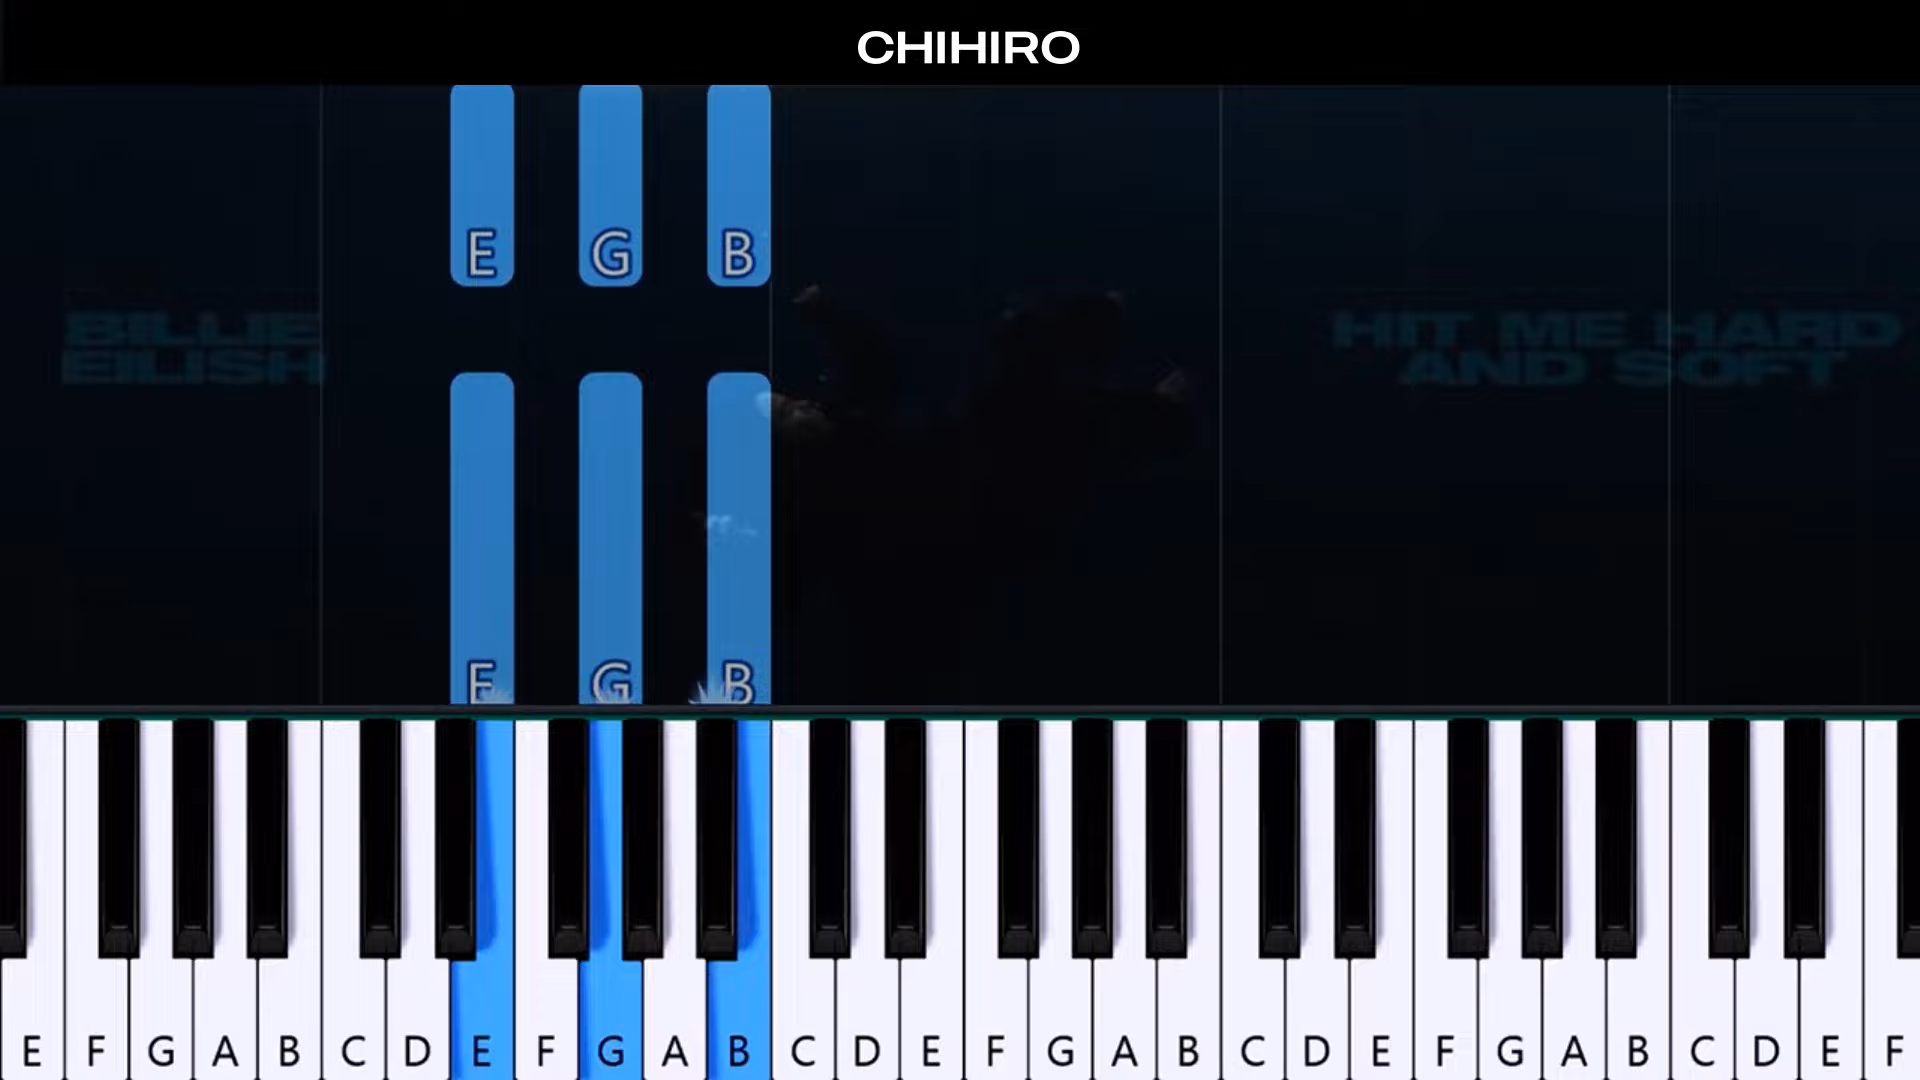 CHIHIRO
E G B
BILLIE
EILISH
HIT ME HARD
AND SOFT
E G B
E F G A B C D E F G A B C D E F G A B C D E F G A B C D E F